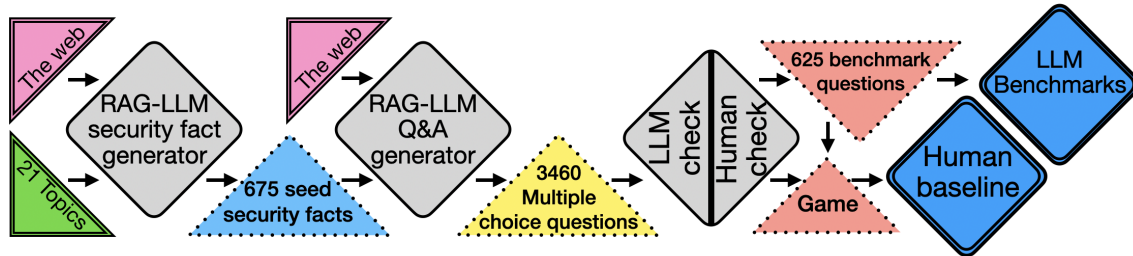 The web
21 Topics
RAG-LLM
security fact
generator
675 seed
security facts
The web
RAG-LLM
Q&A
generator
3460
Multiple
choice questions
LLM
check
Human
check
625 benchmark
questions
Game
LLM
Benchmarks
Human
baseline